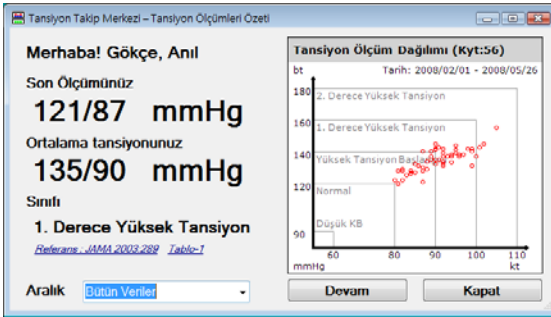 Tansiyon Takip Merkezi – Tansiyon Ölçümleri Özeti
Merhaba! Gökçe, Anıl
Son Ölçümünüz
121/87 mmHg
Ortalama tansiyonunuz
135/90 mmHg
Sınıfı
1. Derece Yüksek Tansiyon
Referans : JAMA 2003.289 Tablo-1
Aralık Bütün Veriler
Tansiyon Ölçüm Dağılımı (Kyt:56)
bt Tarih: 2008/02/01 - 2008/05/26
180 2. Derece Yüksek Tansiyon
160 1. Derece Yüksek Tansiyon
140 Yüksek Tansiyon
120 Normal
Düşük KB
90
60 80 90 100 110
mmHg kt
Devam Kapat